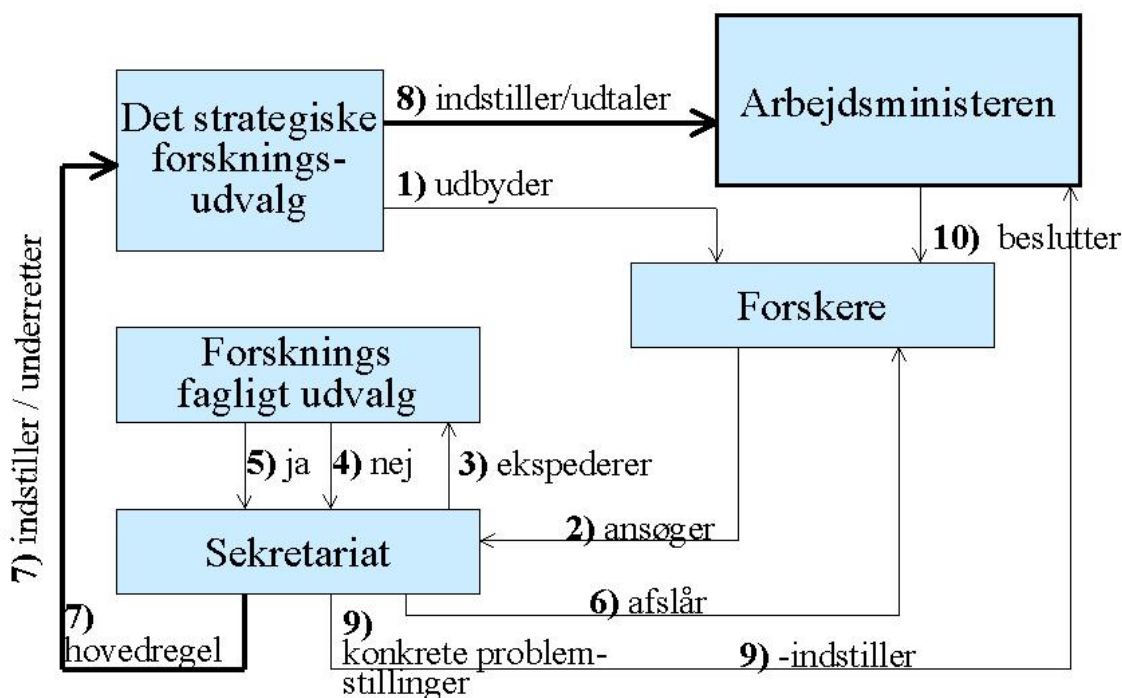 Det strategiske
forsknings-
udvalg
8) indstiller/udtaler
Arbejdsministeren
1) udbyder
10) beslutter
Forskere
Forsknings
fagligt udvalg
5) ja
4) nej
3) ekspederer
2) ansøger
Sekretariat
6) afslår
7) indstiller / underretter
7)
hovedregel
9)
konkrete problem-
stillinger
9) -indstiller